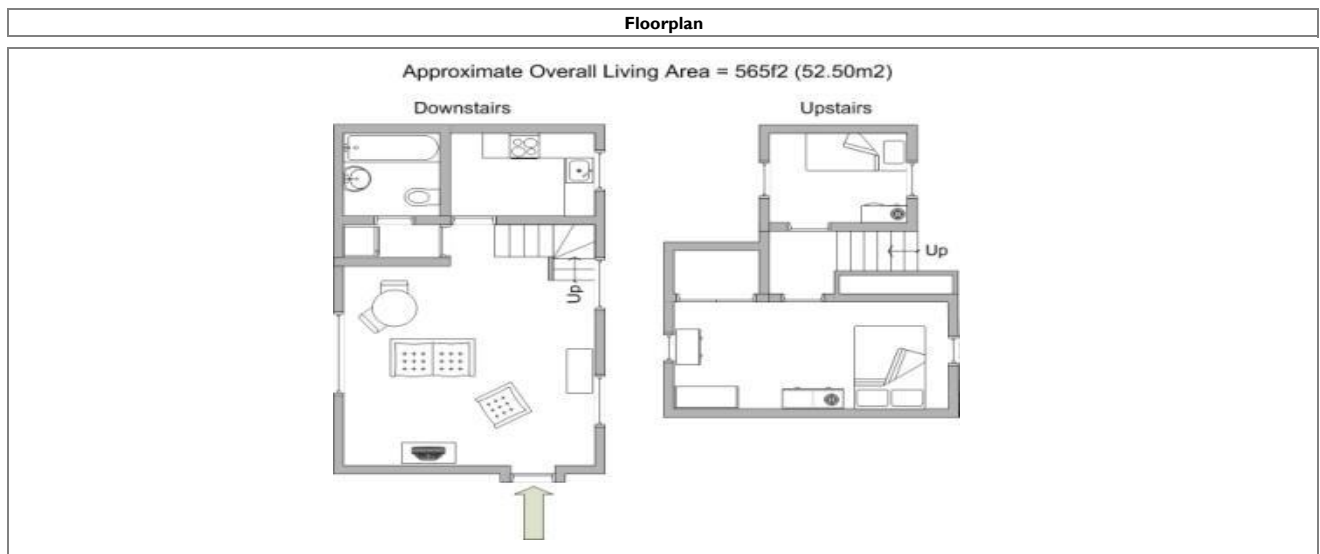 Floorplan
Approximate Overall Living Area = 565f2 (52.50m2)
Downstairs
Upstairs
Up
Up